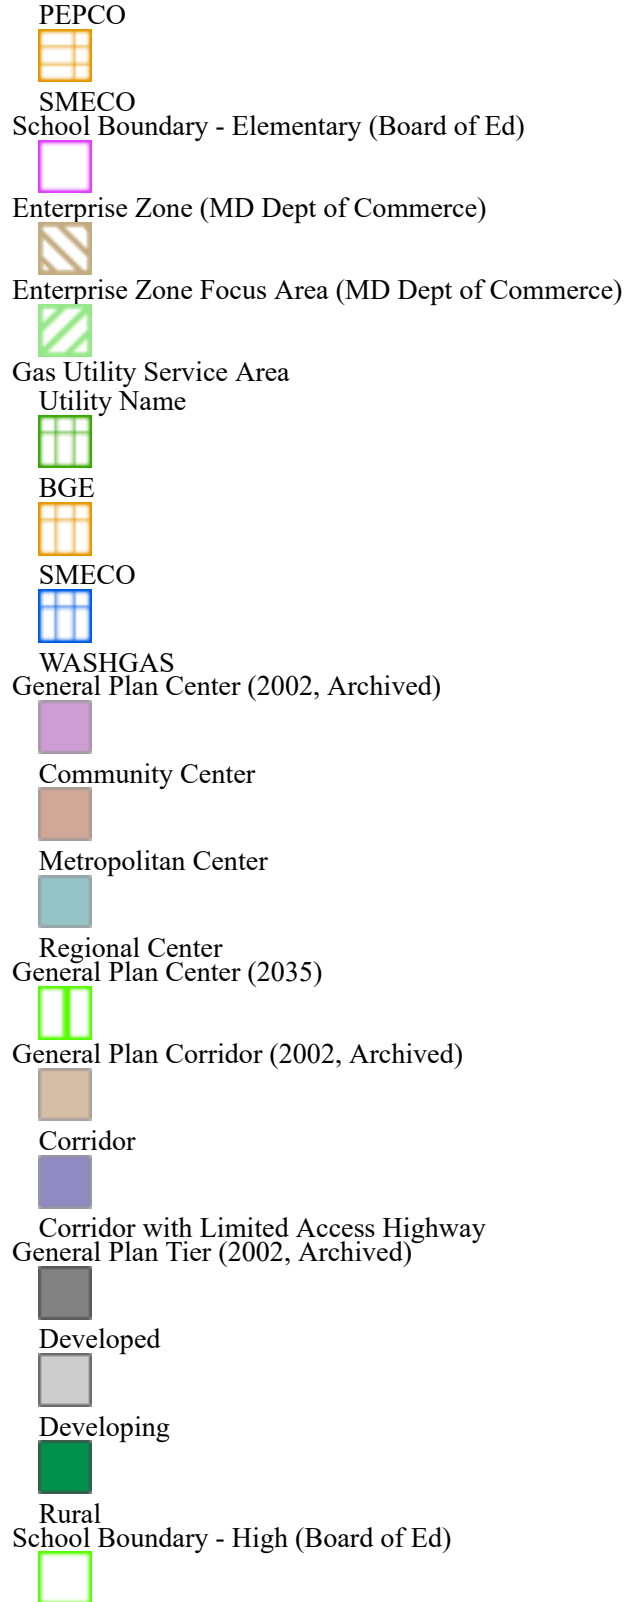 PEPCO
SMECO
School Boundary - Elementary (Board of Ed)
Enterprise Zone (MD Dept of Commerce)
Enterprise Zone Focus Area (MD Dept of Commerce)
Gas Utility Service Area
Utility Name
BGE
SMECO
WASHGAS
General Plan Center (2002, Archived)
Community Center
Metropolitan Center
Regional Center
General Plan Center (2035)
General Plan Corridor (2002, Archived)
Corridor
Corridor with Limited Access Highway
General Plan Tier (2002, Archived)
Developed
Developing
Rural
School Boundary - High (Board of Ed)